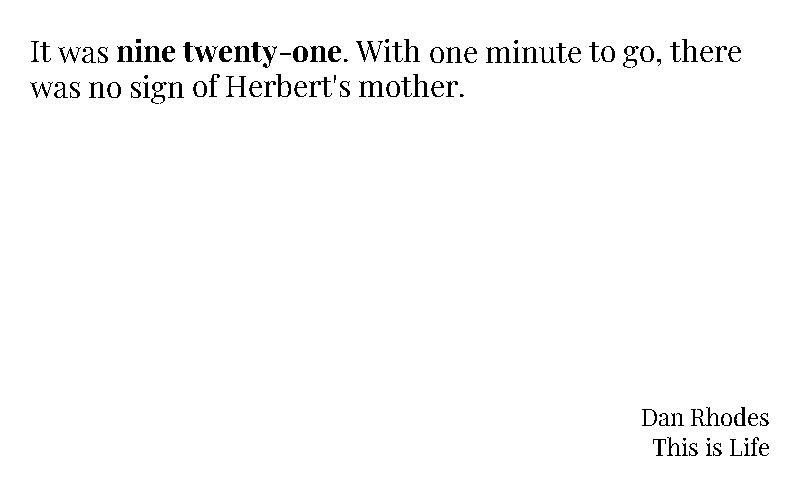 It was nine twenty-one. With one minute to go, there
was no sign of Herbert's mother.
Dan Rhodes
This is Life